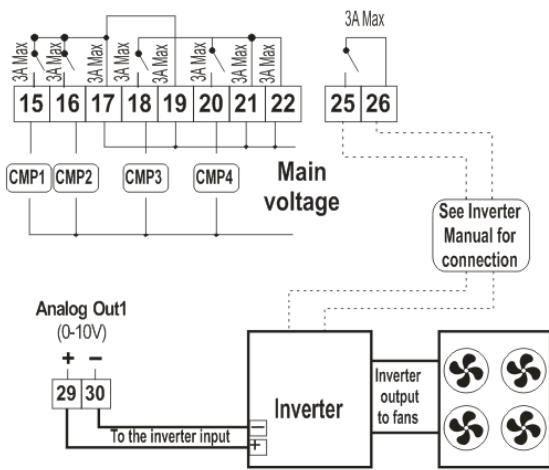 3A Max
3A Max
3A Max
3A Max
3A Max
3A Max
3A Max
3A Max
3A Max
15 16 17 18 19 20 21 22
25 26
CMP1
CMP2
CMP3
CMP4
Main
voltage
See Inverter
Manual for
connection
Analog Out1
(0-10V)
+ −
29 30
To the inverter input
−
+
Inverter
Inverter
output
to fans